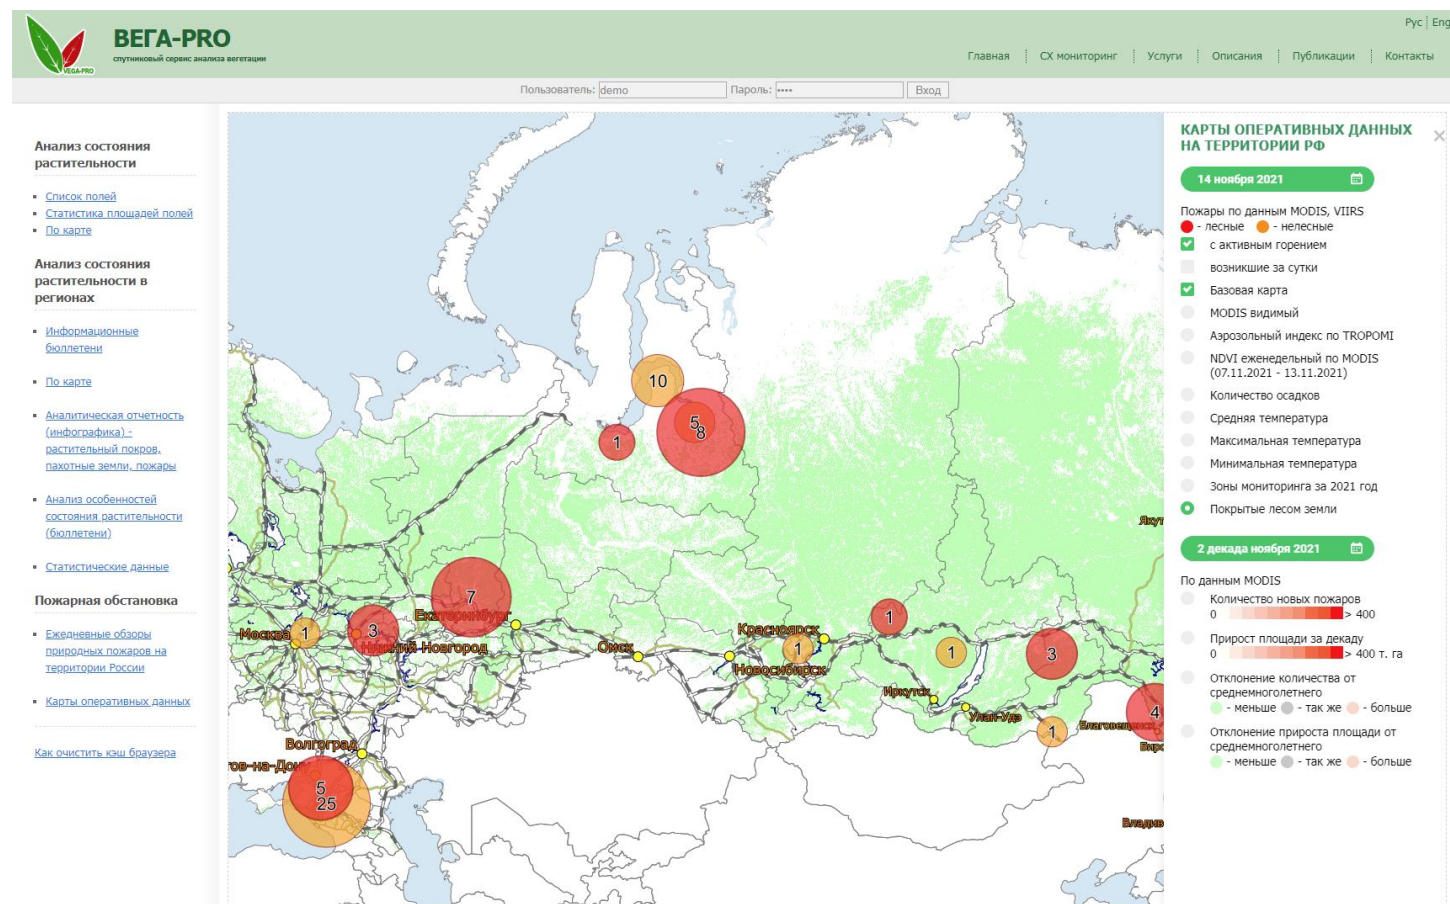 Рус
Eng
ВЕГА-PRO
спутниковый сервис анализа вегетации
VEGA-PRO
Главная
СХ мониторинг
Услуги
Описания
Публикации
Контакты
Пользователь: demo
Пароль: ••••
Вход
Анализ состояния
растительности
Список полей
Статистика площадей полей
По карте
Анализ состояния
растительности в
регионах
Информационные
бюллетени
По карте
Аналитическая отчетность
(инфографика) -
растительный покров,
пахотные земли, пожары
Анализ особенностей
состояния растительности
(бюллетени)
Статистические данные
Пожарная обстановка
Ежедневные обзоры
природных пожаров на
территории России
Карты оперативных данных
Как очистить кэш браузера
10
5
8
1
7
Екатеринбург
Москва
1
3
Нижний Новгород
Омск
Красноярск
1
1
Новосибирск
1
3
Иркутск
Улан-Удэ
1
4
Благовещенск
Волгоград
5
25
КАРТЫ ОПЕРАТИВНЫХ ДАННЫХ
НА ТЕРРИТОРИИ РФ
14 ноября 2021
Пожары по данным MODIS, VIIRS
- лесные - нелесные
с активным горением
возникшие за сутки
Базовая карта
MODIS видимый
Аэрозольный индекс по TROPOMI
NDVI еженедельный по MODIS
(07.11.2021 - 13.11.2021)
Количество осадков
Средняя температура
Максимальная температура
Минимальная температура
Зоны мониторинга за 2021 год
Покрытые лесом земли
2 декада ноября 2021
По данным MODIS
Количество новых пожаров
0 > 400
Прирост площади за декаду
0 > 400 т. га
Отклонение количества от
среднемноголетнего
- меньше - так же - больше
Отклонение прироста площади от
среднемноголетнего
- меньше - так же - больше